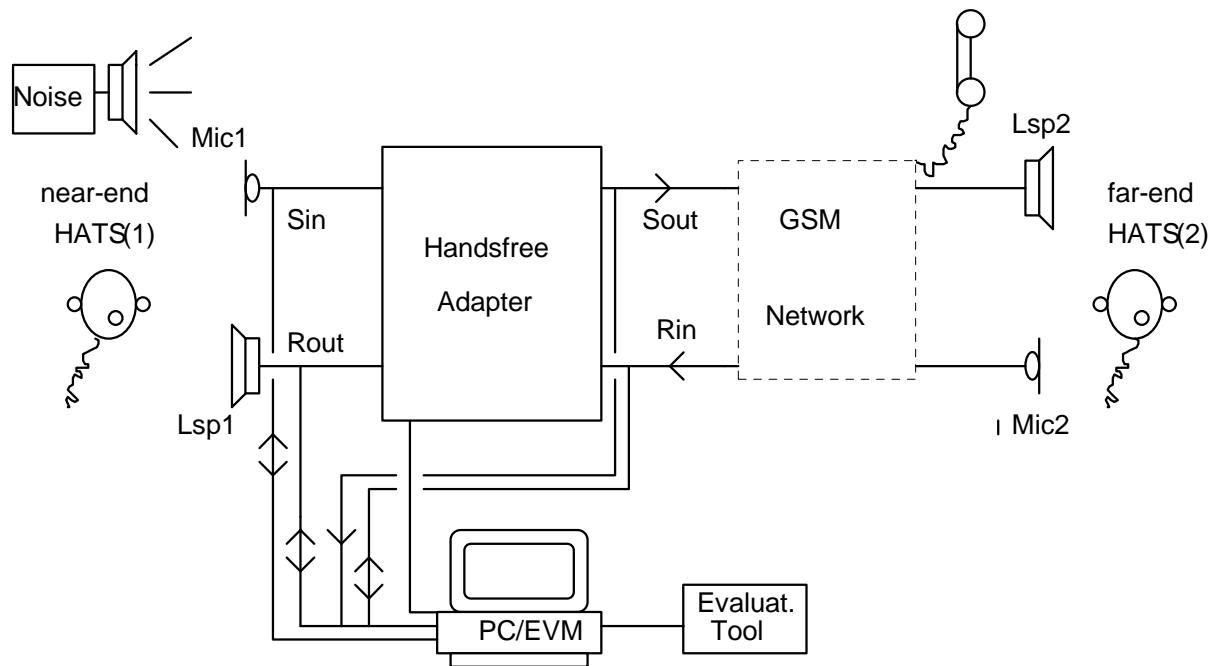 Noise
Mic1
Lsp2
near-end
HATS(1)
far-end
HATS(2)
Sin
Sout
GSM
Handsfree
Adapter
Rout
Rin
Network
Lsp1
Mic2
PC/EVM
Evaluat.
Tool